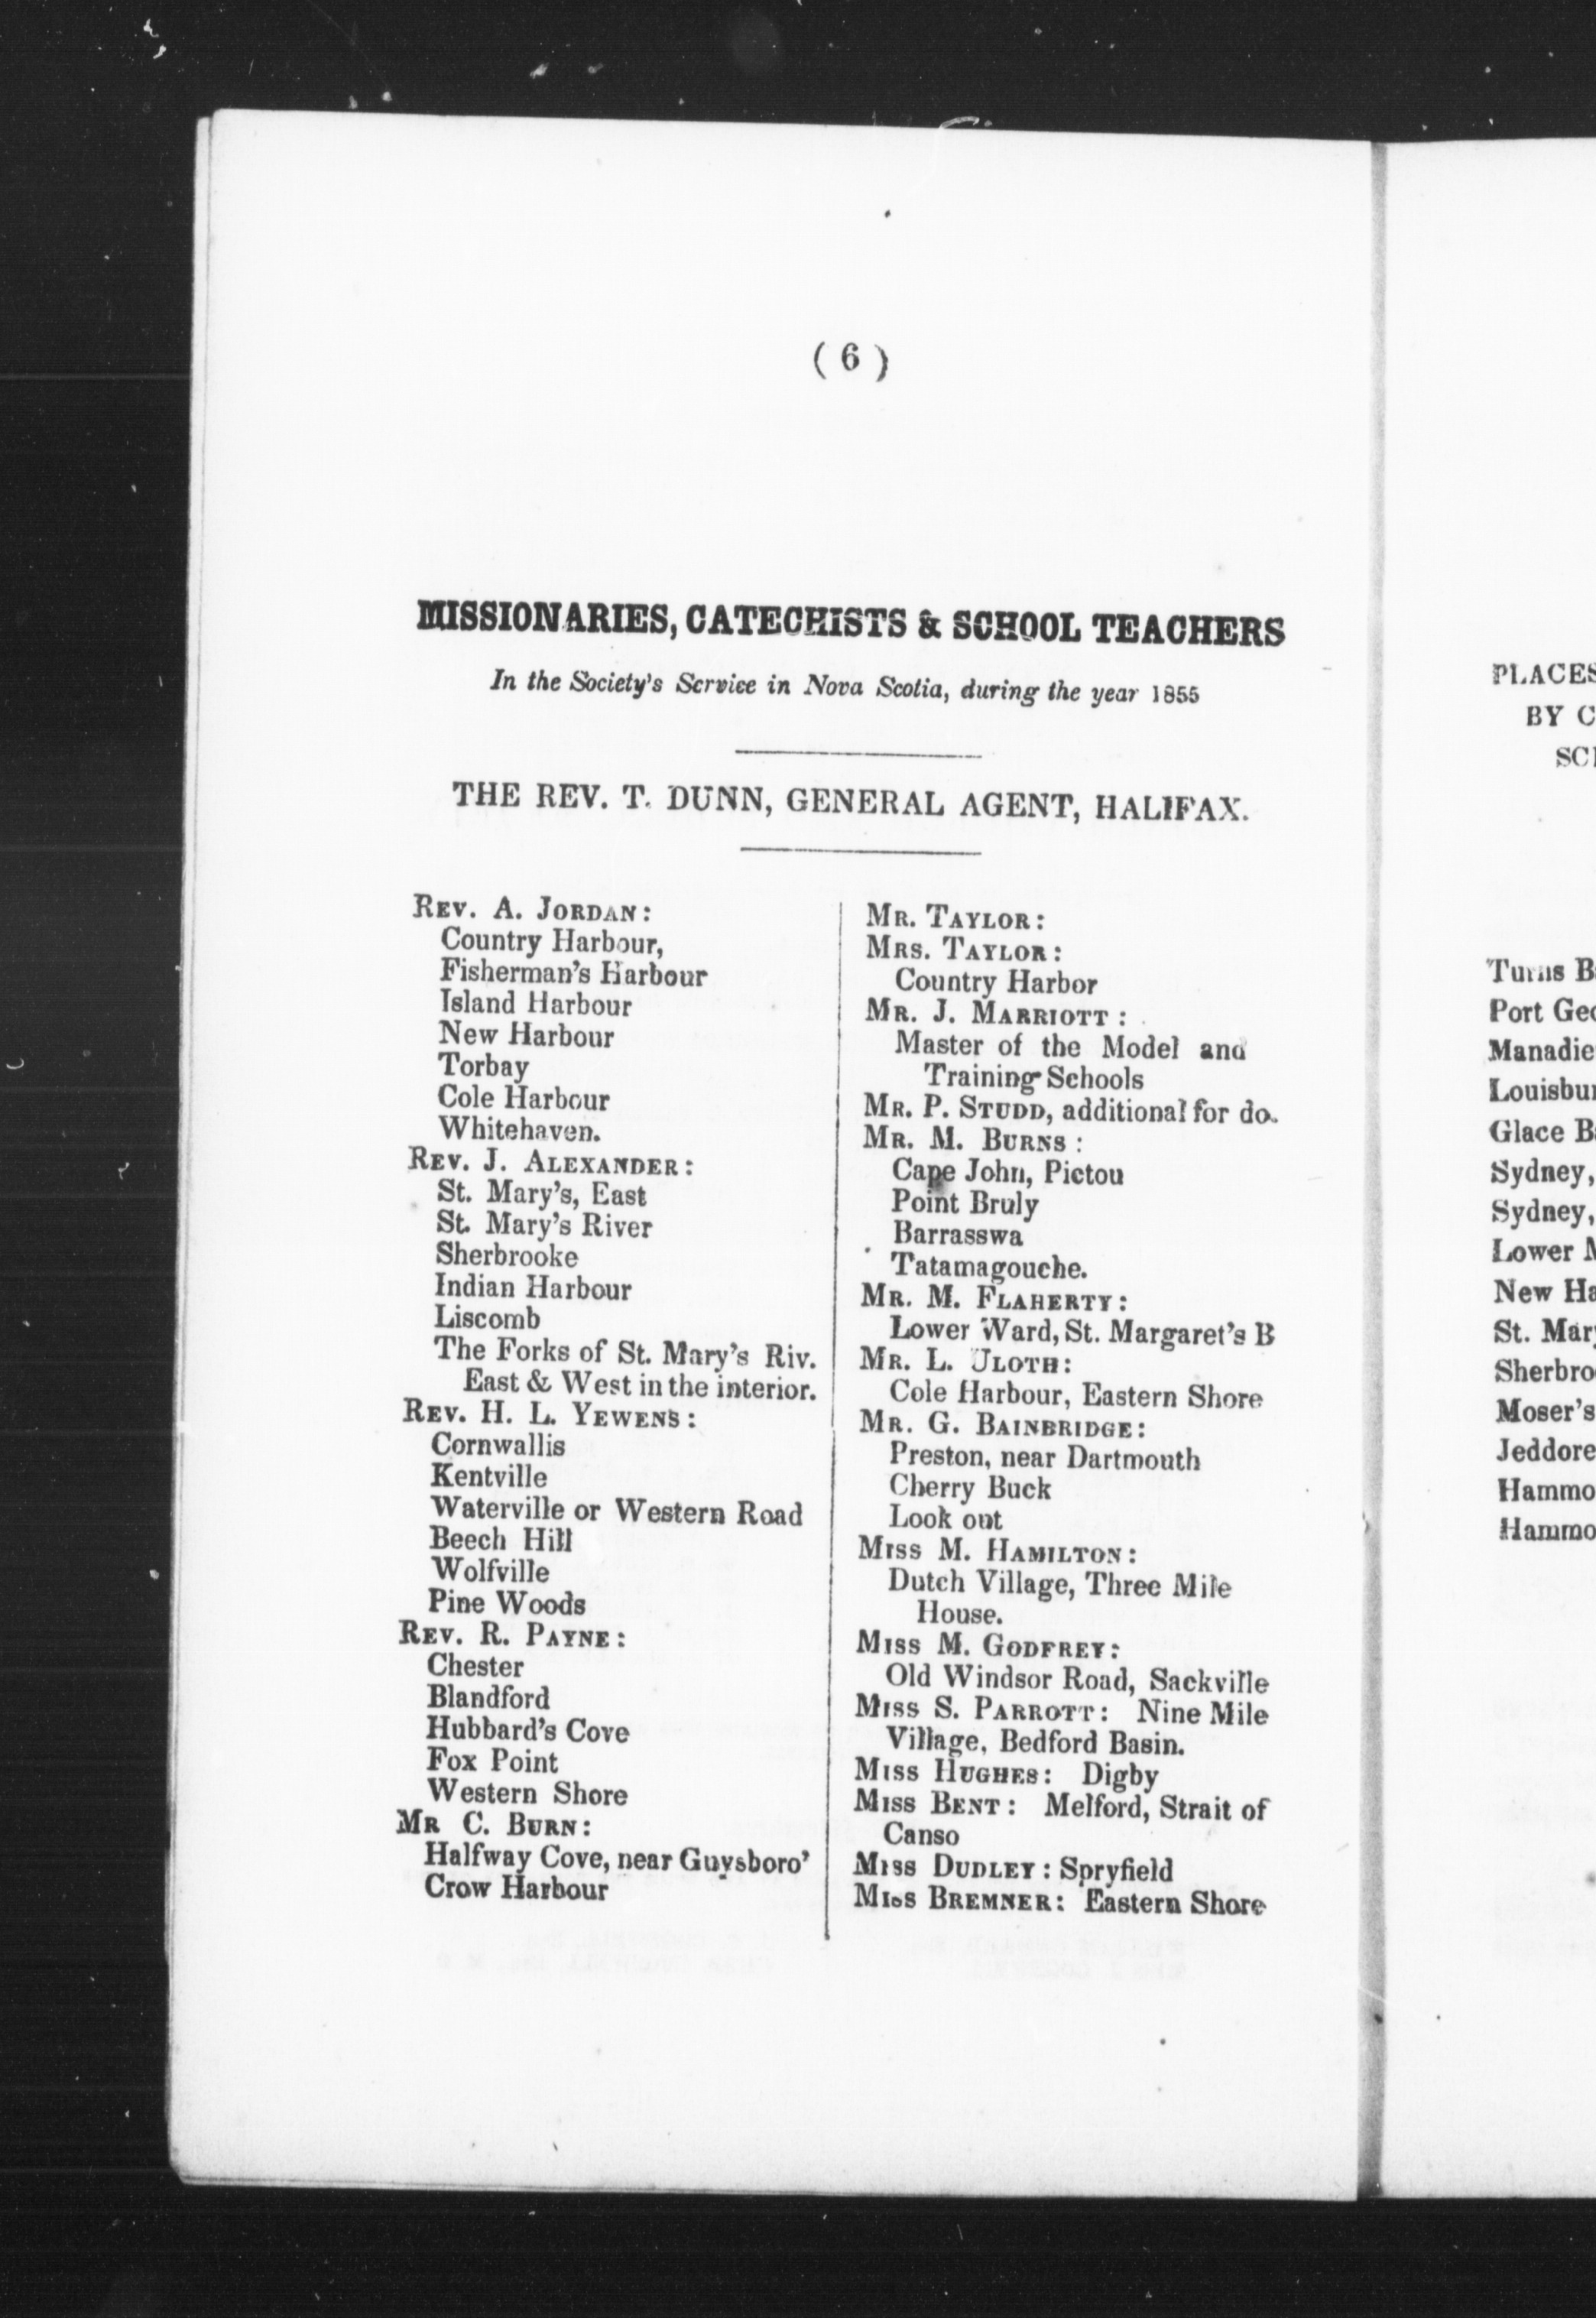 ( 6 )
MISSIONARIES, CATECHISTS & SCHOOL TEACHERS
In the Society's Service in Nova Scotia, during the year 1855
THE REV. T. DUNN, GENERAL AGENT, HALIFAX.
REV. A. JORDAN:
Country Harbour,
Fisherman's Harbour
Island Harbour
New Harbour
Torbay
Cole Harbour
Whitehaven.
REV. J. ALEXANDER:
St. Mary's, East
St. Mary's River
Sherbrooke
Indian Harbour
Liscomb
The Forks of St. Mary's Riv.
East & West in the interior.
REV. H. L. YEWENS:
Cornwallis
Kentville
Waterville or Western Road
Beech Hill
Wolfville
Pine Woods
REV. R. PAYNE:
Chester
Blandford
Hubbard's Cove
Fox Point
Western Shore
MR C. BURN:
Halfway Cove, near Guysboro'
Crow Harbour
MR. TAYLOR:
MRS. TAYLOR:
Country Harbor
MR. J. MARRIOTT:
Master of the Model and
Training Schools
MR. P. STUDD, additional for do.
MR. M. BURNS:
Cape John, Pictou
Point Bruly
Barrasswa
Tatamagouche.
MR. M. FLAHERTY:
Lower Ward, St. Margaret's B
MR. L. ULOTH:
Cole Harbour, Eastern Shore
MR. G. BAINBRIDGE:
Preston, near Dartmouth
Cherry Buck
Look out
MISS M. HAMILTON:
Dutch Village, Three Mile
House.
MISS M. GODFREY:
Old Windsor Road, Sackville
MISS S. PARROTT: Nine Mile
Village, Bedford Basin.
MISS HUGHES: Digby
MISS BENT: Melford, Strait of
Canso
MISS DUDLEY: Spryfield
MISS BREMNER: Eastern Shore
PLACES
BY C
SC
Turns B
Port Geo
Manadie
Louisbu
Glace B
Sydney,
Sydney,
Lower M
New Ha
St. Mary
Sherbro
Moser's
Jeddore
Hammo
Hammo